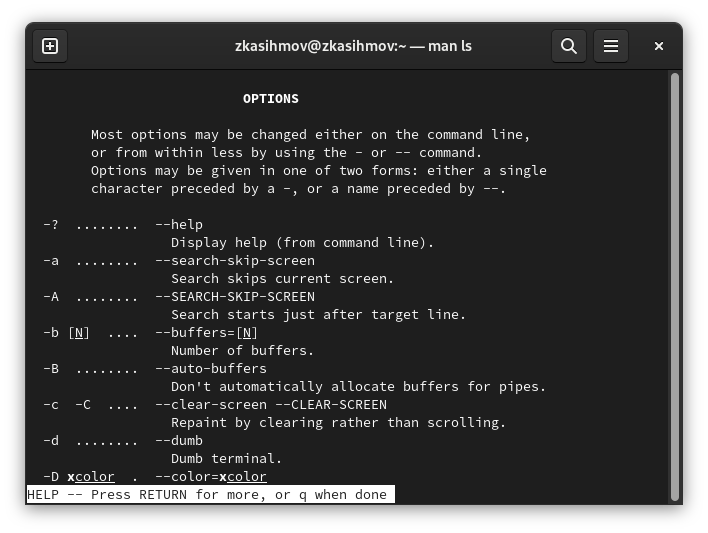 zkasihmov@zkasihmov:~ — man ls
OPTIONS
Most options may be changed either on the command line,
or from within less by using the - or -- command.
Options may be given in one of two forms: either a single
character preceded by a -, or a name preceded by --.
-? ........ --help
Display help (from command line).
-a ........ --search-skip-screen
Search skips current screen.
-A ........ --SEARCH-SKIP-SCREEN
Search starts just after target line.
-b [N] .... --buffers=[N]
Number of buffers.
-B ........ --auto-buffers
Don't automatically allocate buffers for pipes.
-c -C .... --clear-screen --CLEAR-SCREEN
Repaint by clearing rather than scrolling.
-d ........ --dumb
Dumb terminal.
-D xcolor . --color=xcolor
HELP -- Press RETURN for more, or q when done